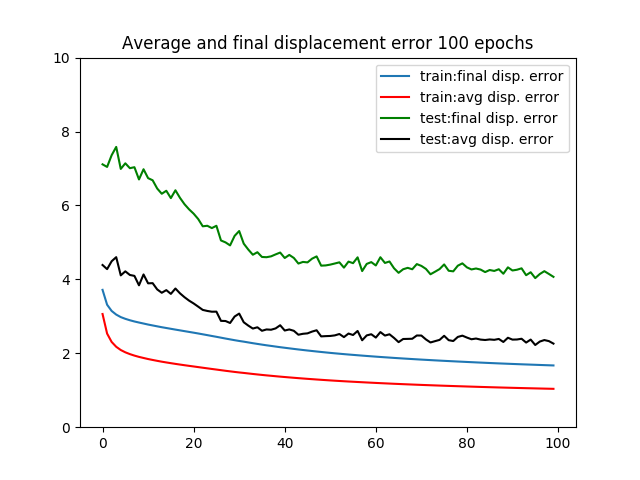 Average and final displacement error 100 epochs
train:final disp. error
train:avg disp. error
test:final disp. error
test:avg disp. error
10
8
6
4
2
0
0 20 40 60 80 100